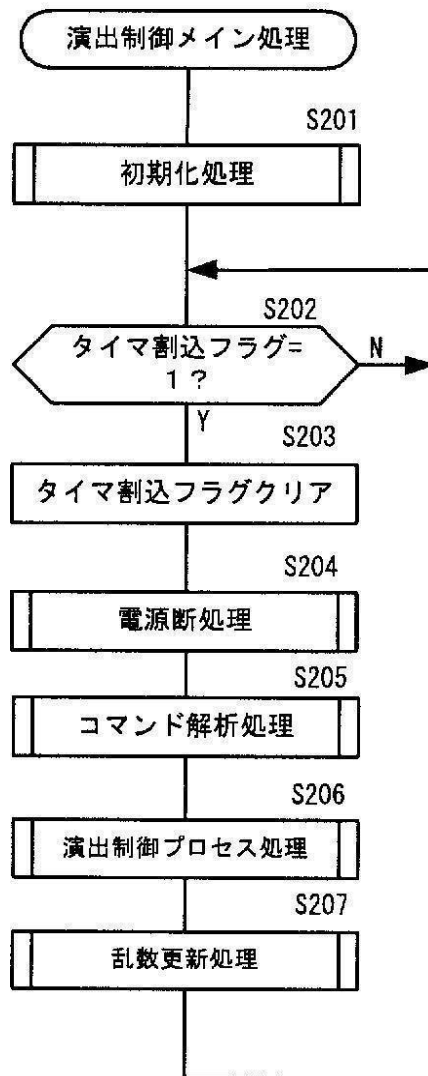 演出制御メイン処理
S201
初期化処理
S202
タイマ割込フラグ=
１？
N
Y
S203
タイマ割込フラグクリア
S204
電源断処理
S205
コマンド解析処理
S206
演出制御プロセス処理
S207
乱数更新処理